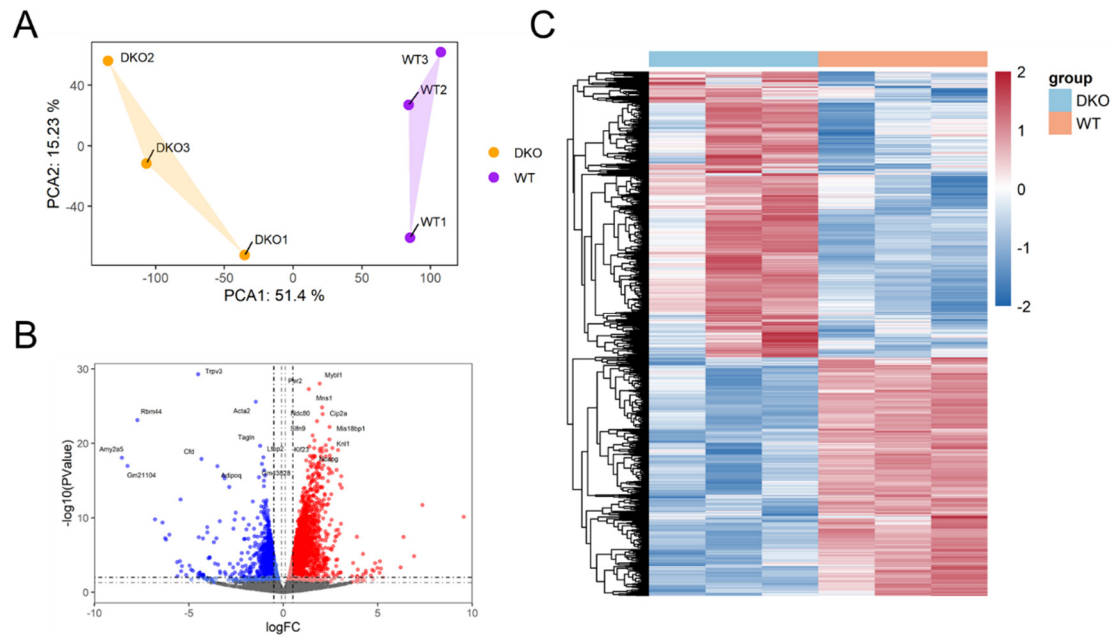 A
DKO2
WT3
WT2
DKO3
WT1
DKO1
40
0
-40
-100
-50
0
50
100
PCA2: 15.23 %
PCA1: 51.4 %
DKO
WT
B
30
20
10
0
-10
-5
0
5
10
-log10(PValue)
logFC
Trpv3
Mybl1
Mns1
Acta2
Rbm44
Ndc80
Cip2a
Mis18bp1
Tagln
Knl1
Kif23
Amy2a5
Cfd
Gm21104
Adipoq
C
2
1
0
-1
-2
group
DKO
WT